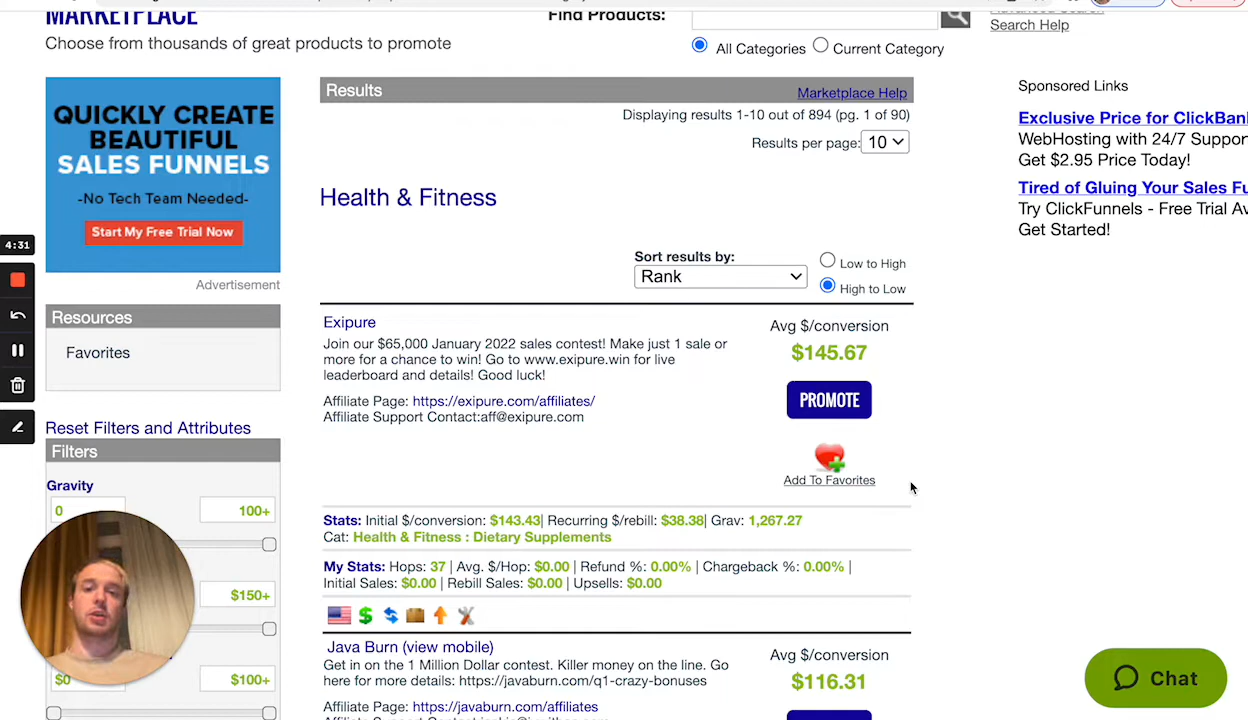 MARKETPLACE
Choose from thousands of great products to promote
Find Products:
All Categories
Current Category
Search Help
QUICKLY CREATE
BEAUTIFUL
SALES FUNNELS
-No Tech Team Needed-
Start My Free Trial Now
Advertisement
Resources
Favorites
Reset Filters and Attributes
Filters
Gravity
0
100+
$150+
$0
$100+
4:31
Results
Marketplace Help
Displaying results 1-10 out of 894 (pg. 1 of 90)
Results per page: 10
Health & Fitness
Sort results by:
Rank
Low to High
High to Low
Exipure
Join our $65,000 January 2022 sales contest! Make just 1 sale or
more for a chance to win! Go to www.exipure.win for live
leaderboard and details! Good luck!
Affiliate Page: https://exipure.com/affiliates/
Affiliate Support Contact:aff@exipure.com
Avg $/conversion
$145.67
PROMOTE
Add To Favorites
Stats: Initial $/conversion: $143.43| Recurring $/rebill: $38.38| Grav: 1,267.27
Cat: Health & Fitness : Dietary Supplements
My Stats: Hops: 37 | Avg. $/Hop: $0.00 | Refund %: 0.00% | Chargeback %: 0.00% |
Initial Sales: $0.00 | Rebill Sales: $0.00 | Upsells: $0.00
Java Burn (view mobile)
Get in on the 1 Million Dollar contest. Killer money on the line. Go
here for more details: https://javaburn.com/q1-crazy-bonuses
Affiliate Page: https://javaburn.com/affiliates
Avg $/conversion
$116.31
Sponsored Links
Exclusive Price for ClickBan
WebHosting with 24/7 Suppor
Get $2.95 Price Today!
Tired of Gluing Your Sales Fu
Try ClickFunnels - Free Trial Av
Get Started!
Chat